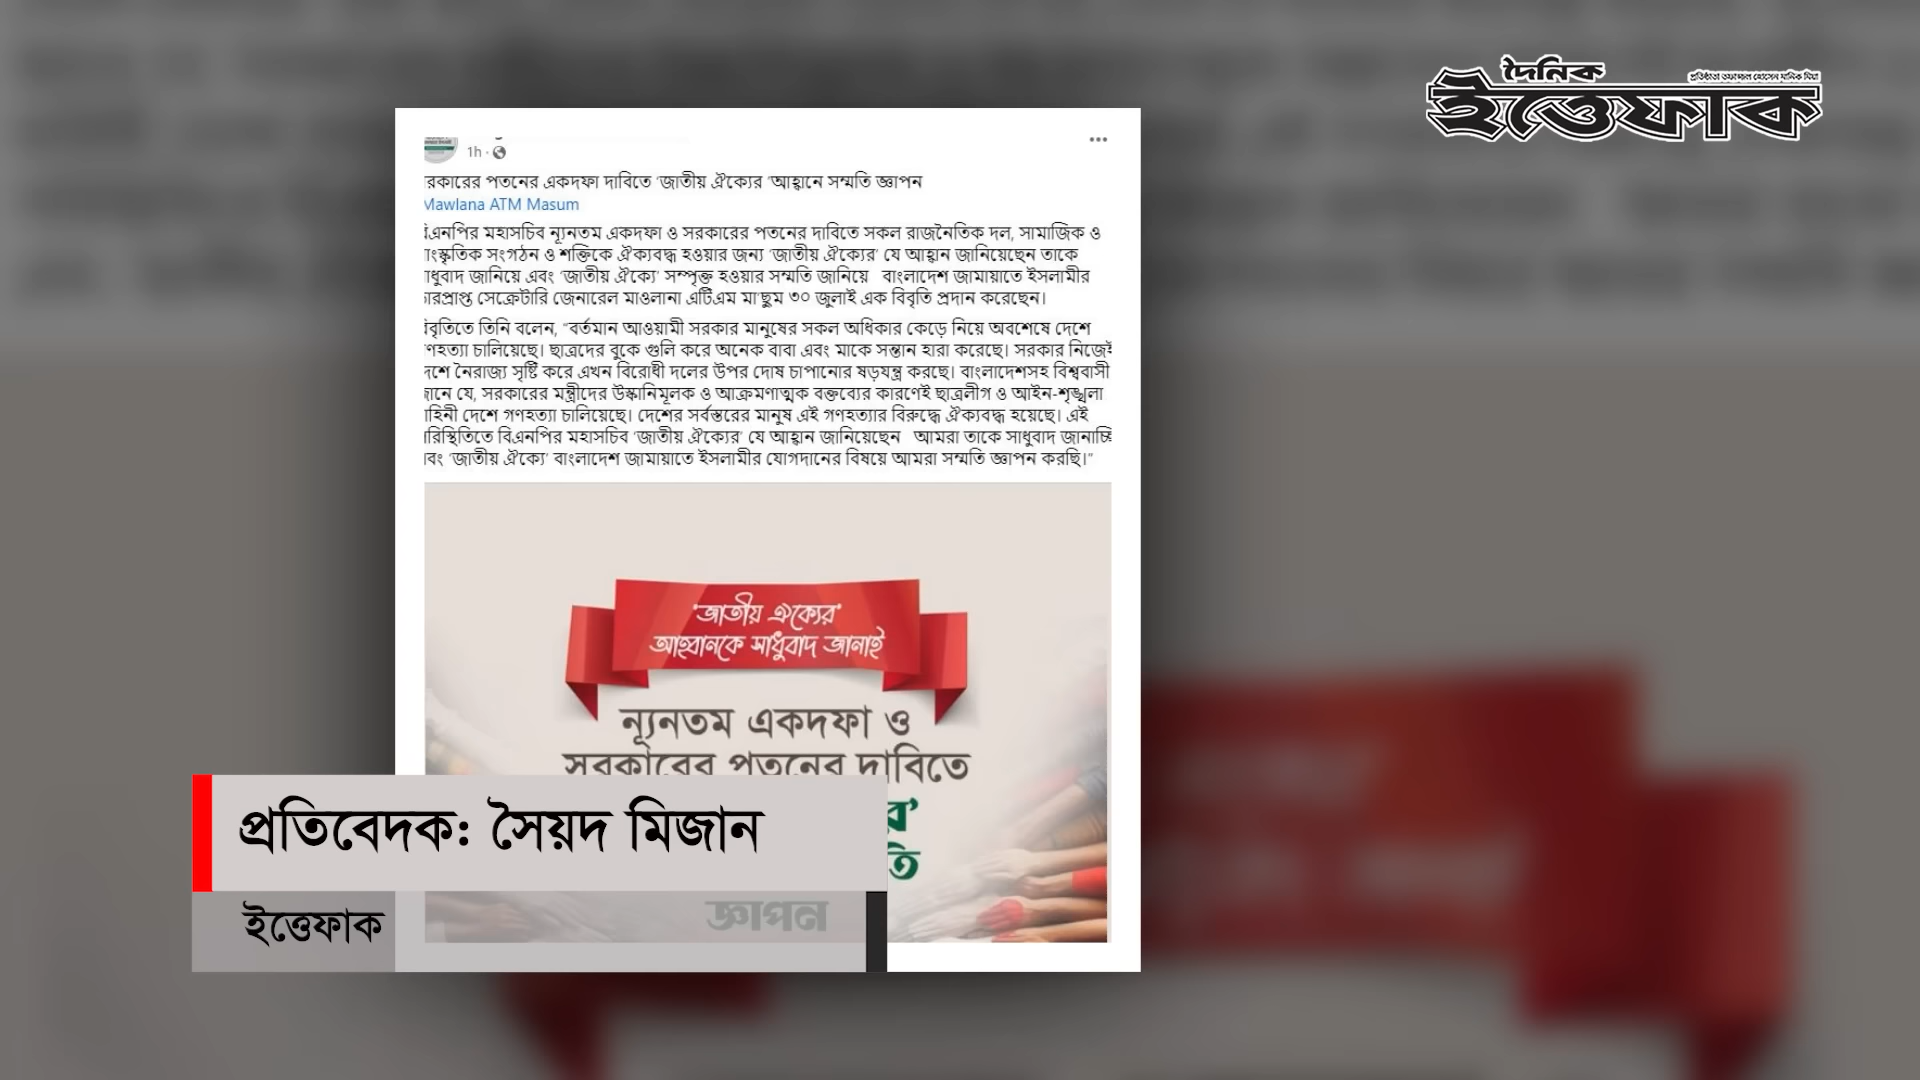 দৈনিক
প্রতিষ্ঠাতা তফাজ্জল হোসেন মানিক মিয়া
ইত্তেফাক
1h
রকারের পতনের একদফা দাবিতে 'জাতীয় ঐক্যের 'আহ্বানে সম্মতি জ্ঞাপন
Mawlana ATM Masum
বিএনপির মহাসচিব ন্যূনতম একদফা ও সরকারের পতনের দাবিতে সকল রাজনৈতিক দল, সামাজিক ও
াংস্কৃতিক সংগঠন ও শক্তিকে ঐক্যবদ্ধ হওয়ার জন্য 'জাতীয় ঐক্যের' যে আহ্বান জানিয়েছেন তাকে
াধুবাদ জানিয়ে এবং 'জাতীয় ঐক্যে' সম্পৃক্ত হওয়ার সম্মতি জানিয়ে বাংলাদেশ জামায়াতে ইসলামীর
ারপ্রাপ্ত সেক্রেটারি জেনারেল মাওলানা এটিএম মা'ছুম ৩০ জুলাই এক বিবৃতি প্রদান করেছেন।
বিবৃতিতে তিনি বলেন, "বর্তমান আওয়ামী সরকার মানুষের সকল অধিকার কেড়ে নিয়ে অবশেষে দেশে
ণহত্যা চালিয়েছে। ছাত্রদের বুকে গুলি করে অনেক বাবা এবং মাকে সন্তান হারা করেছে। সরকার নিজেই
দেশে নৈরাজ্য সৃষ্টি করে এখন বিরোধী দলের উপর দোষ চাপানোর ষড়যন্ত্র করছে। বাংলাদেশসহ বিশ্ববাসী
জানে যে, সরকারের মন্ত্রীদের উস্কানিমূলক ও আক্রমণাত্মক বক্তব্যের কারণেই ছাত্রলীগ ও আইন-শৃঙ্খলা
াহিনী দেশে গণহত্যা চালিয়েছে। দেশের সর্বস্তরের মানুষ এই গণহত্যার বিরুদ্ধে ঐক্যবদ্ধ হয়েছে। এই
রিস্থিতিতে বিএনপির মহাসচিব 'জাতীয় ঐক্যের' যে আহ্বান জানিয়েছেন আমরা তাকে সাধুবাদ জানাচ্ছি
এবং 'জাতীয় ঐক্যে' বাংলাদেশ জামায়াতে ইসলামীর যোগদানের বিষয়ে আমরা সম্মতি জ্ঞাপন করছি।"
'জাতীয় ঐক্যের'
আহ্বানকে সাধুবাদ জানাই
ন্যূনতম একদফা ও
সরকারের পতনের দাবিতে
র'
তি
জ্ঞাপন
প্রতিবেদক: সৈয়দ মিজান
ইত্তেফাক